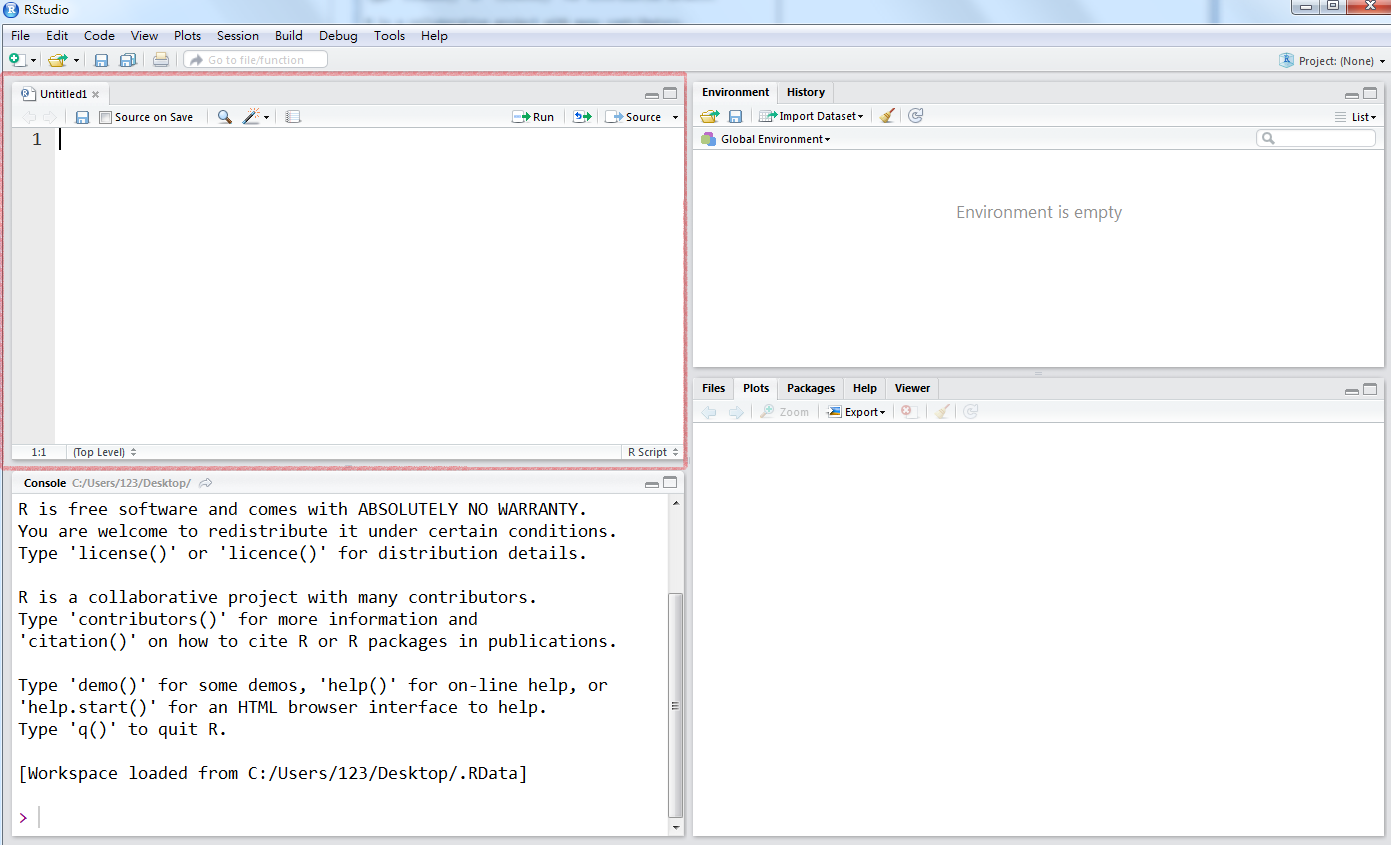 RStudio
File Edit Code View Plots Session Build Debug Tools Help
Go to file/function
Project: (None)
Untitled1
Source on Save
Run
Source
1
1:1
(Top Level)
R Script
Console C:/Users/123/Desktop/
R is free software and comes with ABSOLUTELY NO WARRANTY.
You are welcome to redistribute it under certain conditions.
Type 'license()' or 'licence()' for distribution details.
R is a collaborative project with many contributors.
Type 'contributors()' for more information and
'citation()' on how to cite R or R packages in publications.
Type 'demo()' for some demos, 'help()' for on-line help, or
'help.start()' for an HTML browser interface to help.
Type 'q()' to quit R.
[Workspace loaded from C:/Users/123/Desktop/.RData]
>
Environment History
Import Dataset
List
Global Environment
Environment is empty
Files Plots Packages Help Viewer
Zoom
Export